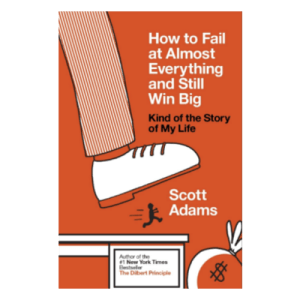 How to Fail
at Almost
Everything
and Still
Win Big
Kind of the Story
of My Life
Scott
Adams
Author of the
#1 New York Times
Bestseller
The Dilbert Principle